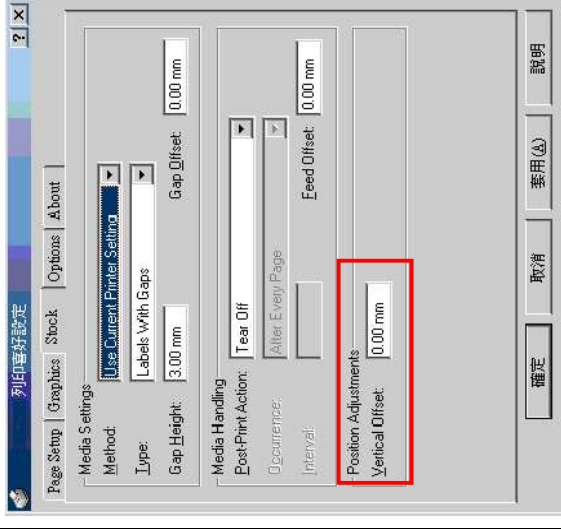 列印喜好設定
Page Setup Graphics Stock Options About
Media Settings
Method: Use Current Printer Setting
Type: Labels With Gaps
Gap Height: 3.00 mm Gap Offset: 0.00 mm
Media Handling
Post-Print Action: Tear Off
Occurrence: After Every Page
Interval: Feed Offset: 0.00 mm
Position Adjustments
Vertical Offset: 0.00 mm
確定 取消 套用(A) 說明